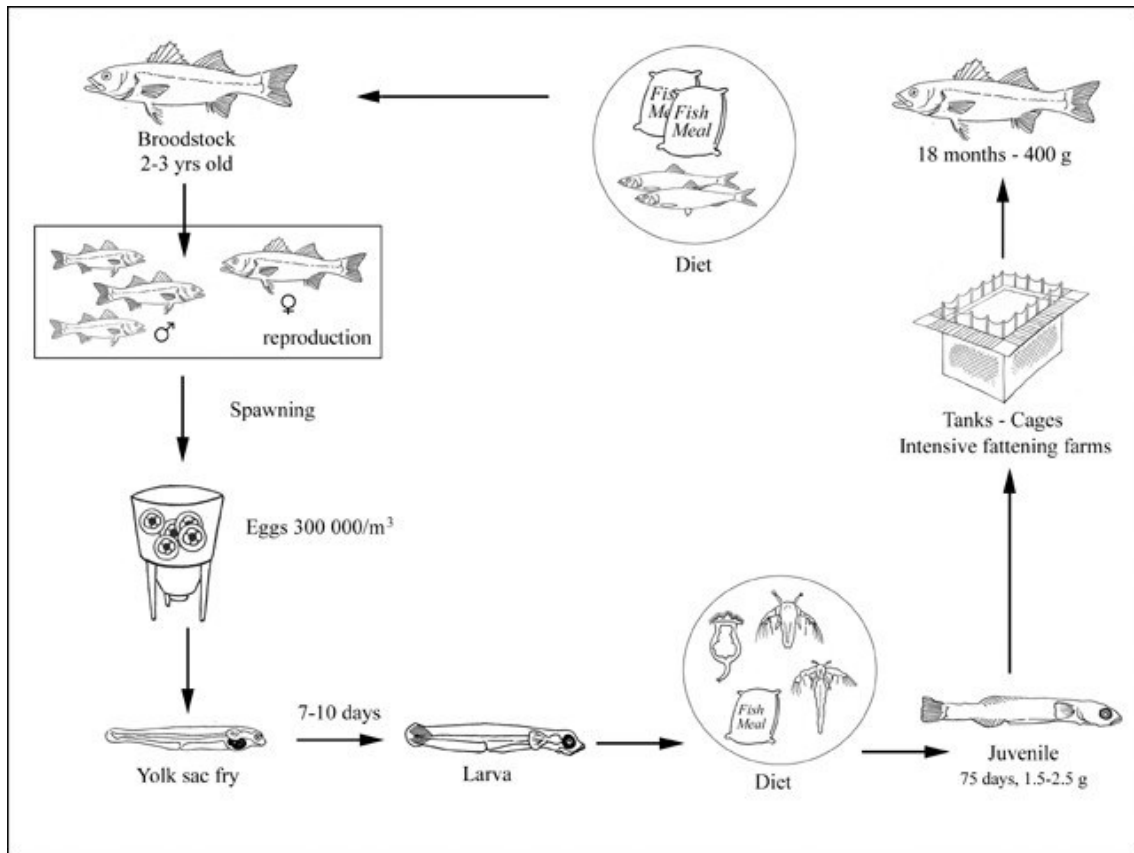 Broodstock
2-3 yrs old
Fish
Meal
Fish
Meal
Diet
18 months - 400 g
♂
♀
reproduction
Spawning
Eggs 300 000/m³
Tanks - Cages
Intensive fattening farms
Yolk sac fry
7-10 days
Larva
Fish
Meal
Diet
Juvenile
75 days, 1.5-2.5 g